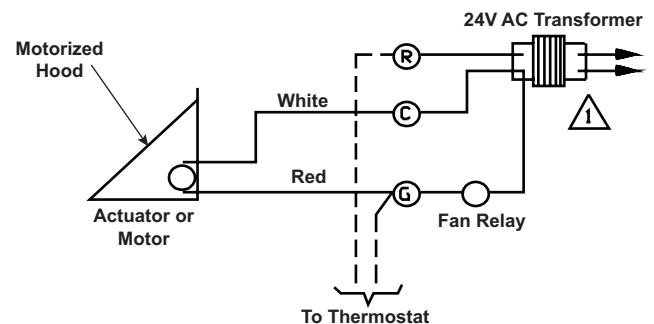 24V AC Transformer
Motorized
Hood
R
White
C
1
Red
G
Actuator or
Motor
Fan Relay
To Thermostat